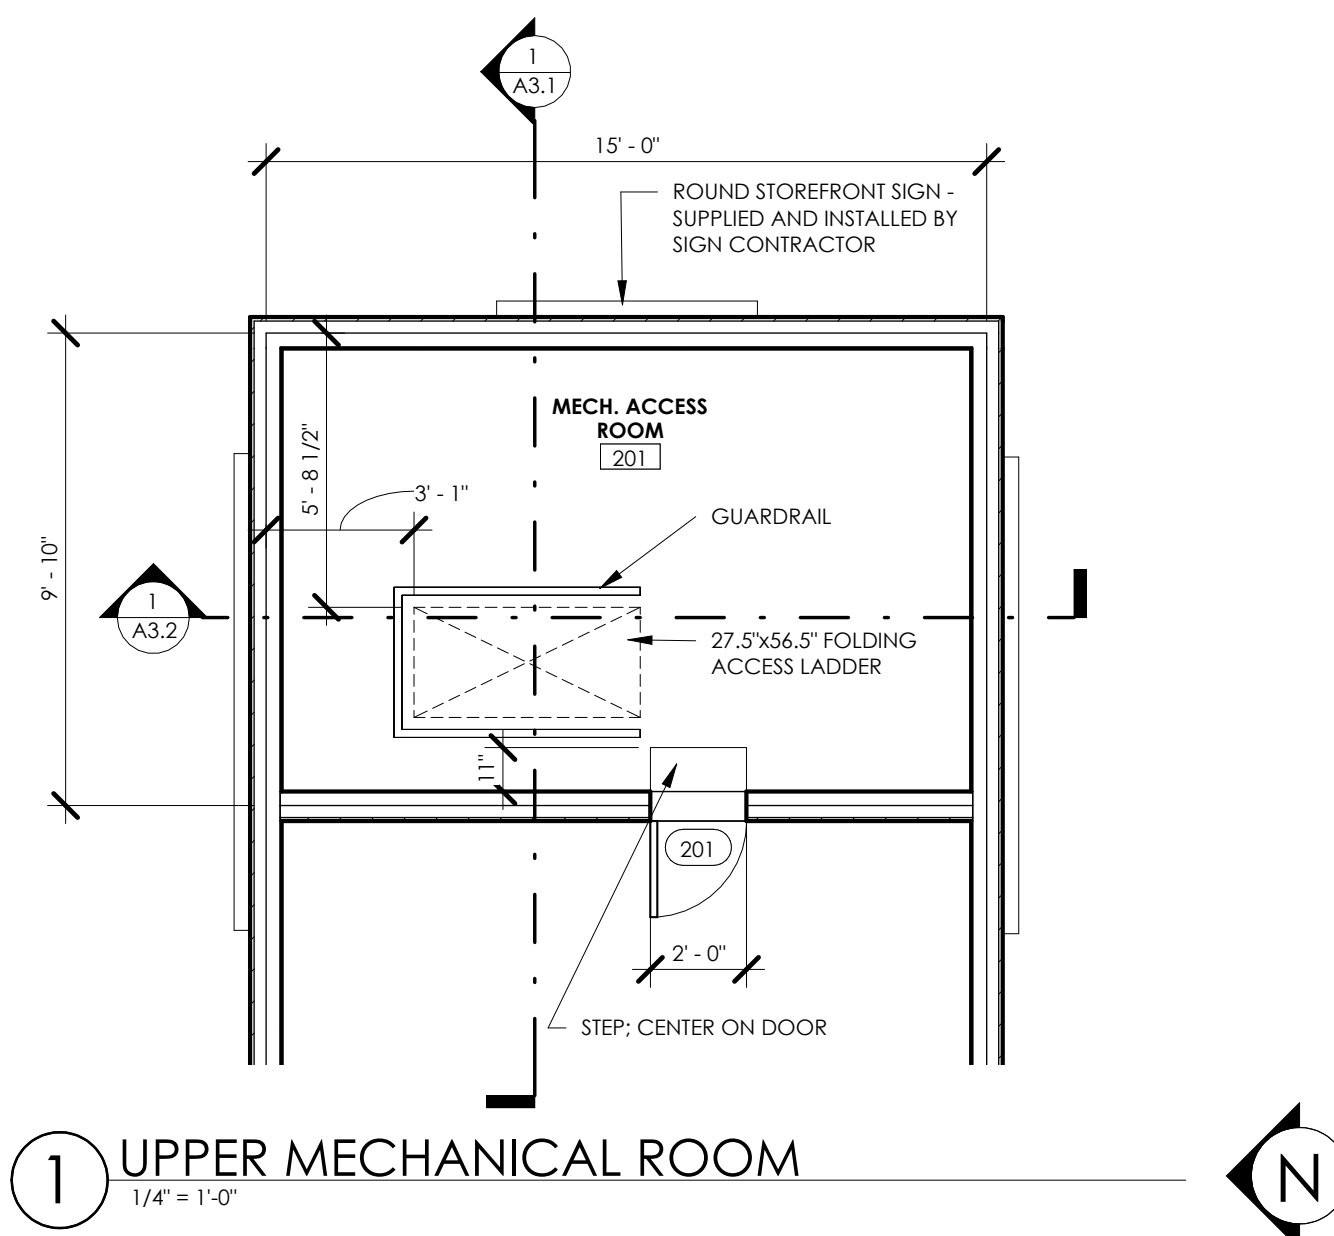 1
A3.1
15' - 0"
ROUND STOREFRONT SIGN -
SUPPLIED AND INSTALLED BY
SIGN CONTRACTOR
MECH. ACCESS
ROOM
201
5' - 8 1/2"
3' - 1"
GUARDRAIL
9' - 10"
1
A3.2
27.5"x56.5" FOLDING
ACCESS LADDER
11"
201
2' - 0"
STEP; CENTER ON DOOR
1
UPPER MECHANICAL ROOM
1/4" = 1'-0"
N